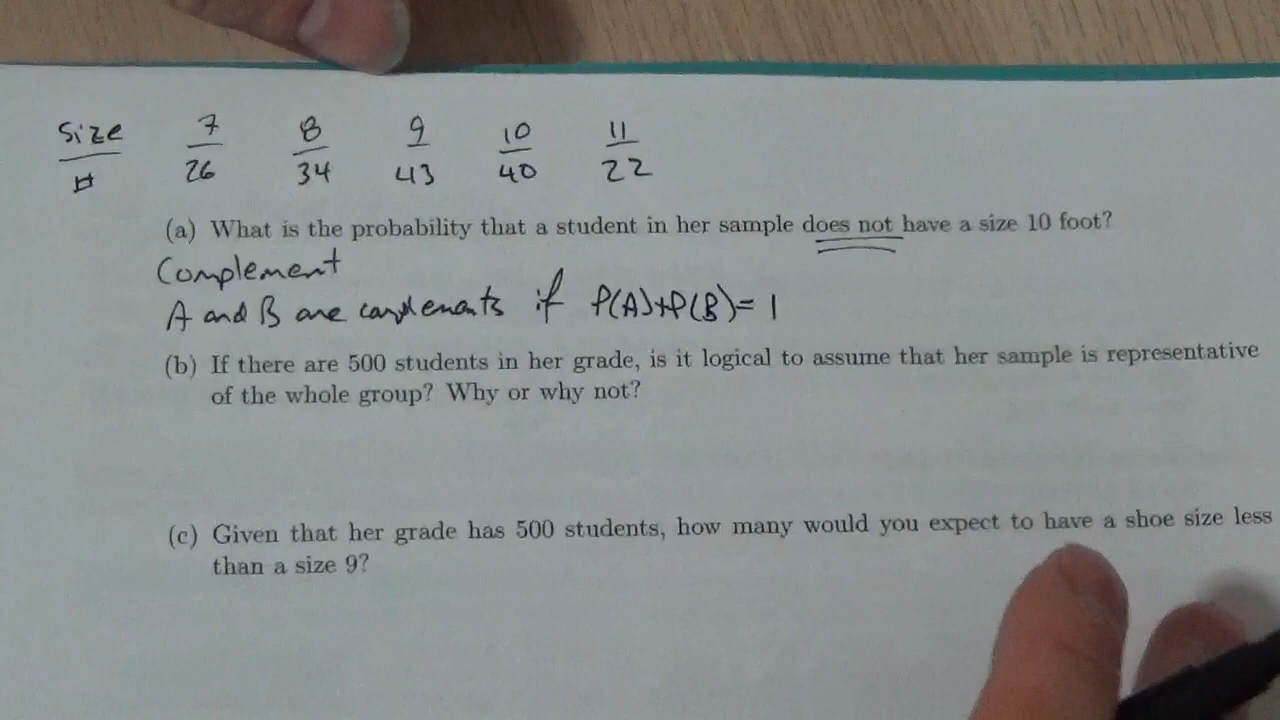 Size 7 8 9 10 11
# 26 34 43 40 22
(a) What is the probability that a student in her sample does not have a size 10 foot?
Complement
A and B are complements if P(A)+P(B)=1
(b) If there are 500 students in her grade, is it logical to assume that her sample is representative
of the whole group? Why or why not?
(c) Given that her grade has 500 students, how many would you expect to have a shoe size less
than a size 9?